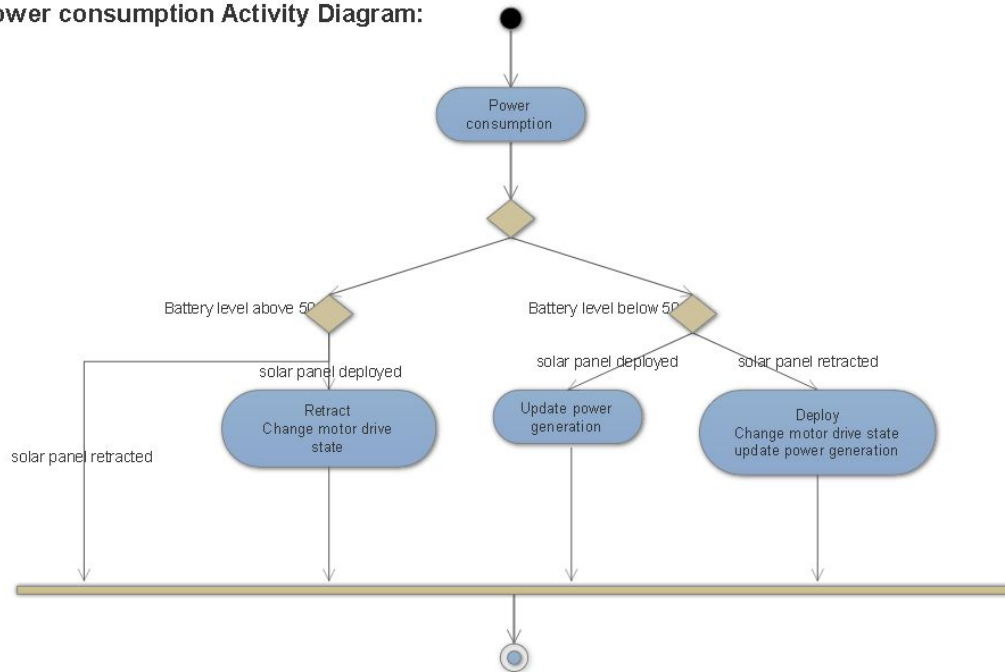 ower consumption Activity Diagram:
Power
consumption
Battery level above 50
Battery level below 50
solar panel deployed
solar panel retracted
solar panel deployed
Retract
Change motor drive
state
Update power
generation
Deploy
Change motor drive state
update power generation
solar panel retracted